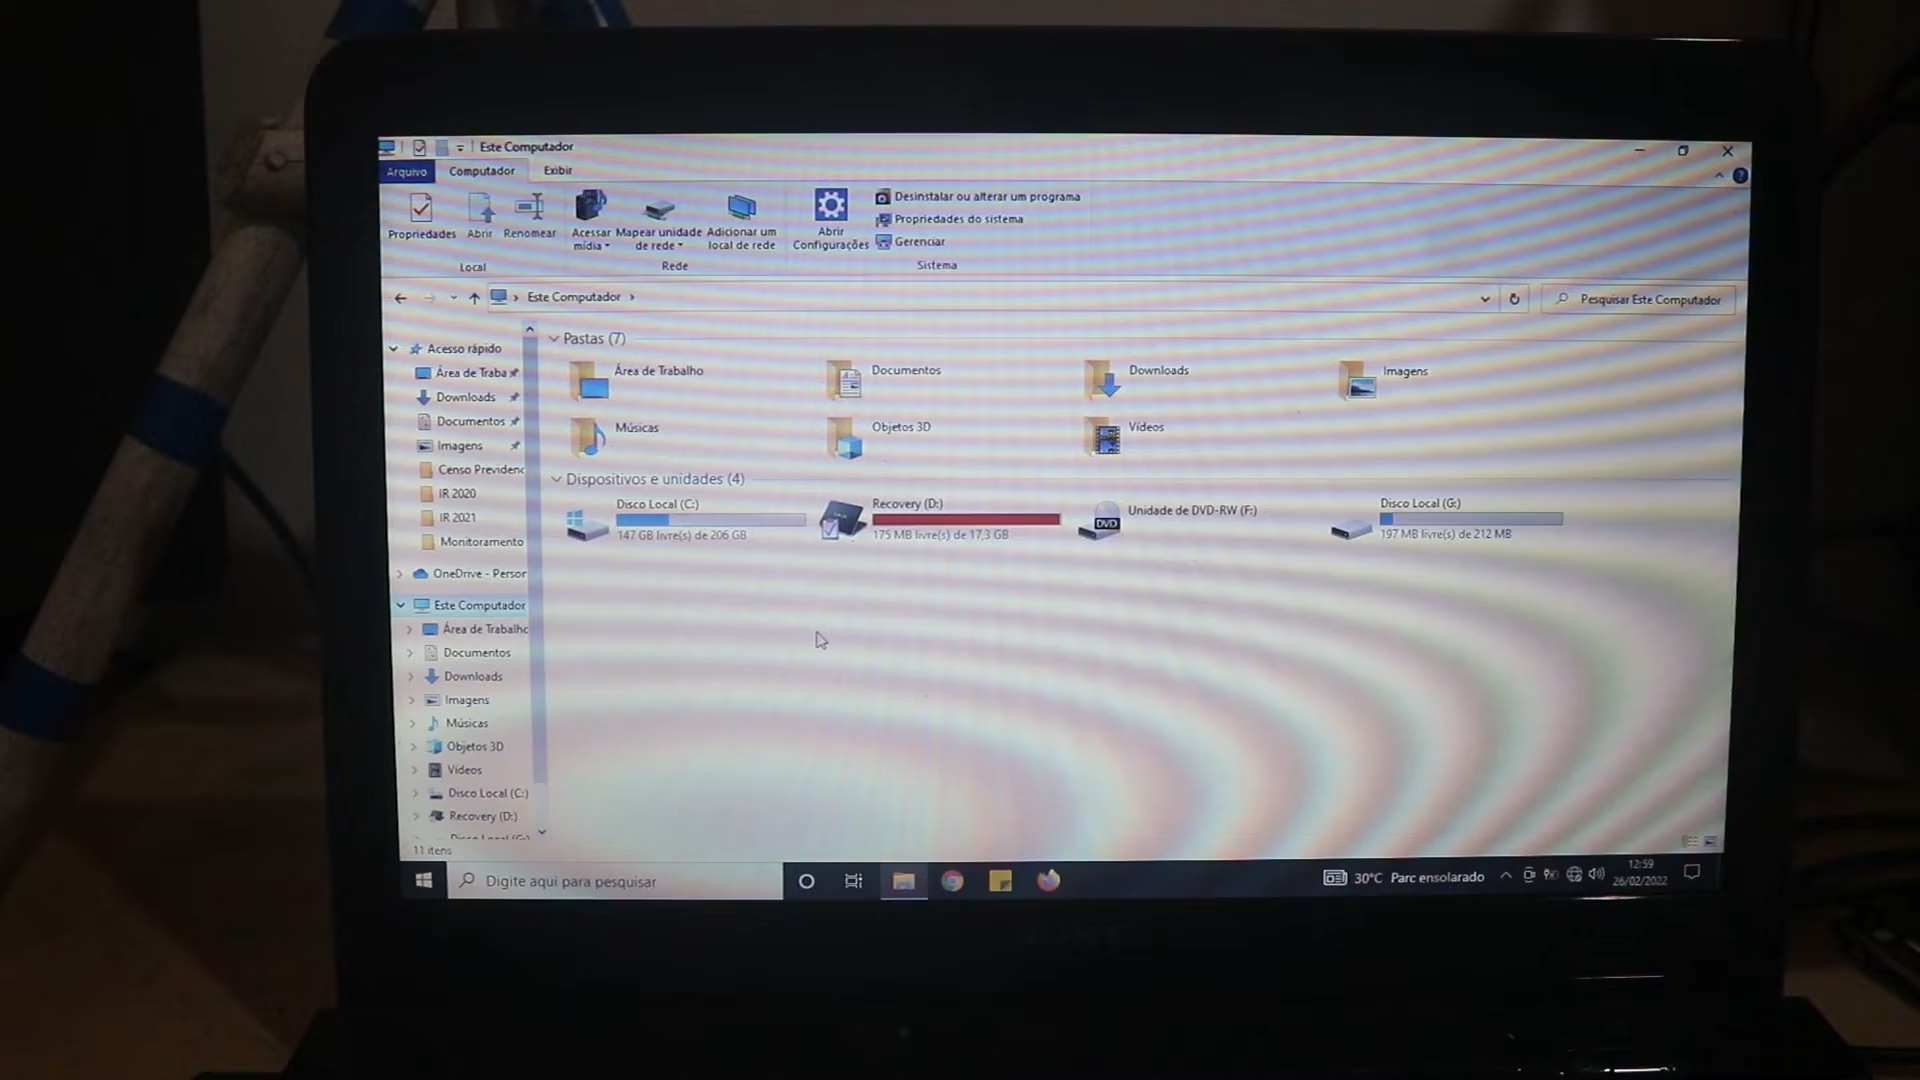 Este Computador
Arquivo Computador Exibir
Propriedades Abrir Renomear
Acessar mídia
Mapear unidade de rede
Adicionar um local de rede
Abrir Configurações
Desinstalar ou alterar um programa
Propriedades do sistema
Gerenciar
Local Rede Sistema
Este Computador
Pesquisar Este Computador
Acesso rápido
Área de Traba
Downloads
Documentos
Imagens
Censo Previdenc
IR 2020
IR 2021
Monitoramento
OneDrive - Persor
Este Computador
Área de Trabalho
Documentos
Downloads
Imagens
Músicas
Objetos 3D
Vídeos
Disco Local (C:)
Recovery (D:)
Disco Local (G:)
11 itens
Pastas (7)
Área de Trabalho Documentos Downloads Imagens
Músicas Objetos 3D Vídeos
Dispositivos e unidades (4)
Disco Local (C:)
147 GB livre(s) de 206 GB
Recovery (D:)
175 MB livre(s) de 17,3 GB
DVD
Unidade de DVD-RW (F:)
Disco Local (G:)
197 MB livre(s) de 212 MB
Digite aqui para pesquisar
30°C Parc ensolarado
12:59
26/02/2022
SONY